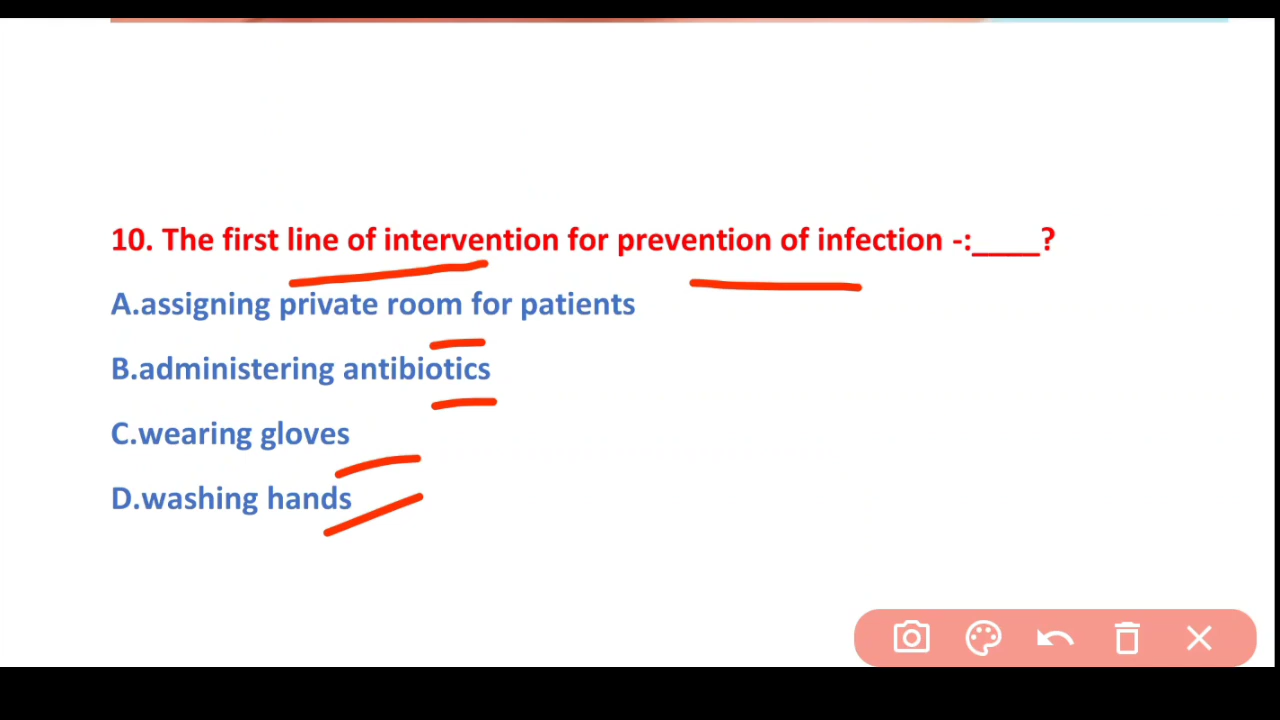 10. The first line of intervention for prevention of infection -:____?
A.assigning private room for patients
B.administering antibiotics
C.wearing gloves
D.washing hands